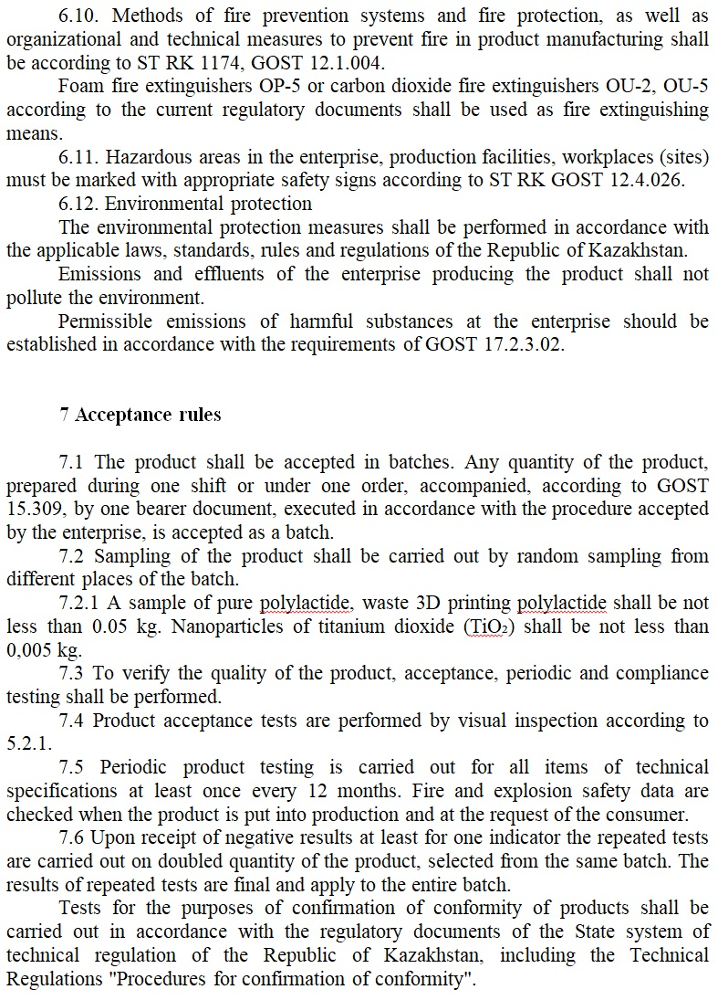 6.10. Methods of fire prevention systems and fire protection, as well as
organizational and technical measures to prevent fire in product manufacturing shall
be according to ST RK 1174, GOST 12.1.004.
Foam fire extinguishers OP-5 or carbon dioxide fire extinguishers OU-2, OU-5
according to the current regulatory documents shall be used as fire extinguishing
means.
6.11. Hazardous areas in the enterprise, production facilities, workplaces (sites)
must be marked with appropriate safety signs according to ST RK GOST 12.4.026.
6.12. Environmental protection
The environmental protection measures shall be performed in accordance with
the applicable laws, standards, rules and regulations of the Republic of Kazakhstan.
Emissions and effluents of the enterprise producing the product shall not
pollute the environment.
Permissible emissions of harmful substances at the enterprise should be
established in accordance with the requirements of GOST 17.2.3.02.
7 Acceptance rules
7.1 The product shall be accepted in batches. Any quantity of the product,
prepared during one shift or under one order, accompanied, according to GOST
15.309, by one bearer document, executed in accordance with the procedure accepted
by the enterprise, is accepted as a batch.
7.2 Sampling of the product shall be carried out by random sampling from
different places of the batch.
7.2.1 A sample of pure polylactide, waste 3D printing polylactide shall be not
less than 0.05 kg. Nanoparticles of titanium dioxide (TiO₂) shall be not less than
0,005 kg.
7.3 To verify the quality of the product, acceptance, periodic and compliance
testing shall be performed.
7.4 Product acceptance tests are performed by visual inspection according to
5.2.1.
7.5 Periodic product testing is carried out for all items of technical
specifications at least once every 12 months. Fire and explosion safety data are
checked when the product is put into production and at the request of the consumer.
7.6 Upon receipt of negative results at least for one indicator the repeated tests
are carried out on doubled quantity of the product, selected from the same batch. The
results of repeated tests are final and apply to the entire batch.
Tests for the purposes of confirmation of conformity of products shall be
carried out in accordance with the regulatory documents of the State system of
technical regulation of the Republic of Kazakhstan, including the Technical
Regulations "Procedures for confirmation of conformity".